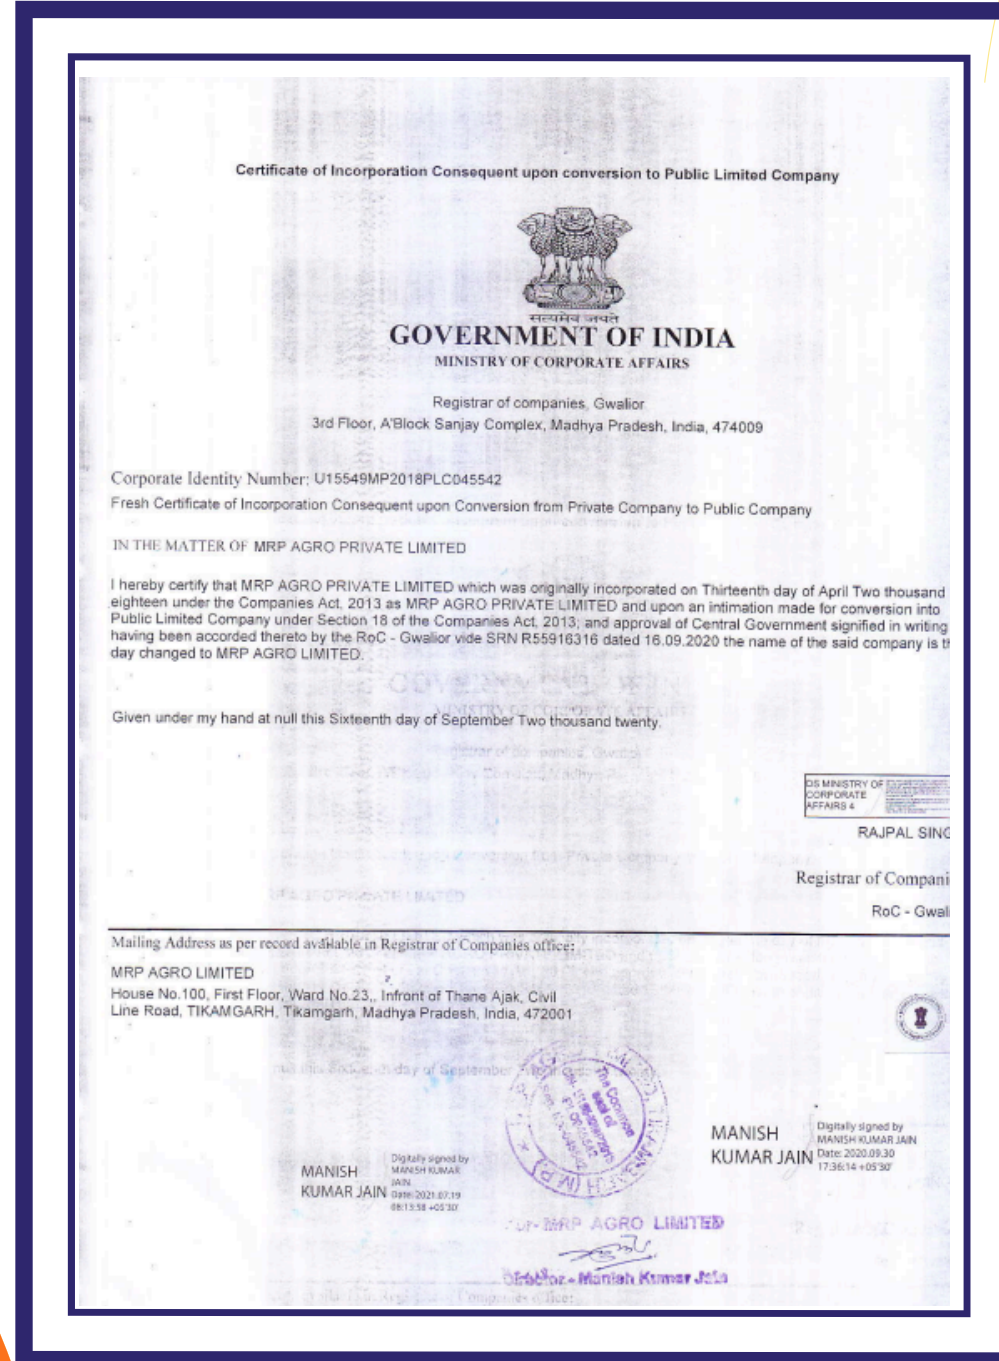 Certificate of Incorporation Consequent upon conversion to Public Limited Company
सत्यमेव जयते
GOVERNMENT OF INDIA
MINISTRY OF CORPORATE AFFAIRS
Registrar of companies, Gwalior
3rd Floor, A'Block Sanjay Complex, Madhya Pradesh, India, 474009
Corporate Identity Number: U15549MP2018PLC045542
Fresh Certificate of Incorporation Consequent upon Conversion from Private Company to Public Company
IN THE MATTER OF MRP AGRO PRIVATE LIMITED
I hereby certify that MRP AGRO PRIVATE LIMITED which was originally incorporated on Thirteenth day of April Two thousand
eighteen under the Companies Act, 2013 as MRP AGRO PRIVATE LIMITED and upon an intimation made for conversion into
Public Limited Company under Section 18 of the Companies Act, 2013; and approval of Central Government signified in writing
having been accorded thereto by the RoC - Gwalior vide SRN R55916316 dated 16.09.2020 the name of the said company is th
day changed to MRP AGRO LIMITED.
Given under my hand at null this Sixteenth day of September Two thousand twenty.
DS MINISTRY OF
CORPORATE
AFFAIRS 4
RAJPAL SING
Registrar of Compani
RoC - Gwali
Mailing Address as per record available in Registrar of Companies office:
MRP AGRO LIMITED
House No.100, First Floor, Ward No.23,, Infront of Thane Ajak, Civil
Line Road, TIKAMGARH, Tikamgarh, Madhya Pradesh, India, 472001
The Common
seal of
TIKAMGARH (M.P.)
MANISH
KUMAR JAIN
Digitally signed by
MANISH KUMAR JAIN
Date: 2020.09.30
17:36:14 +05'30'
MANISH
KUMAR JAIN
Digitally signed by
MANISH KUMAR
JAIN
Date: 2021.07.19
08:13:58 +05'30'
For- MRP AGRO LIMITED
Director - Manish Kumar Jain